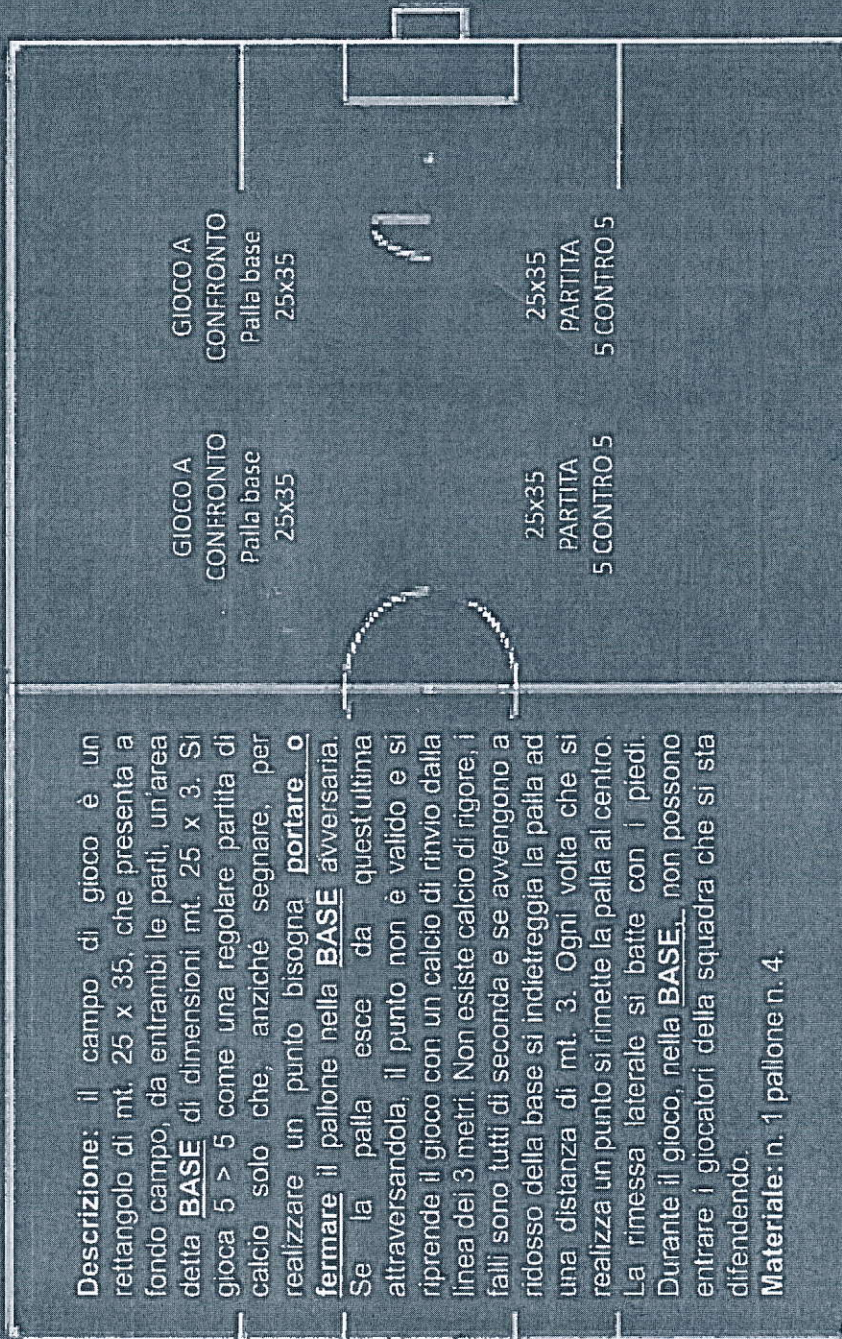 Descrizione: il campo di gioco è un
rettangolo di mt. 25 x 35, che presenta a
fondo campo, da entrambi le parti, un'area
detta BASE di dimensioni mt. 25 x 3. Si
gioca 5 > 5 come una regolare partita di
calcio solo che, anziché segnare, per
realizzare un punto bisogna portare o
fermare il pallone nella BASE avversaria.
Se la palla esce da quest'ultima
attraversandola, il punto non è valido e si
riprende il gioco con un calcio di rinvio dalla
linea dei 3 metri. Non esiste calcio di rigore, i
falli sono tutti di seconda e se avvengono a
ridosso della base si indietreggia la palla ad
una distanza di mt. 3. Ogni volta che si
realizza un punto si rimette la palla al centro.
La rimessa laterale si batte con i piedi.
Durante il gioco, nella BASE, non possono
entrare i giocatori della squadra che si sta
difendendo.
Materiale: n. 1 pallone n. 4.
GIOCO A
CONFRONTO
Palla base
25x35
GIOCO A
CONFRONTO
Palla base
25x35
25x35
PARTITA
5 CONTRO 5
25x35
PARTITA
5 CONTRO 5